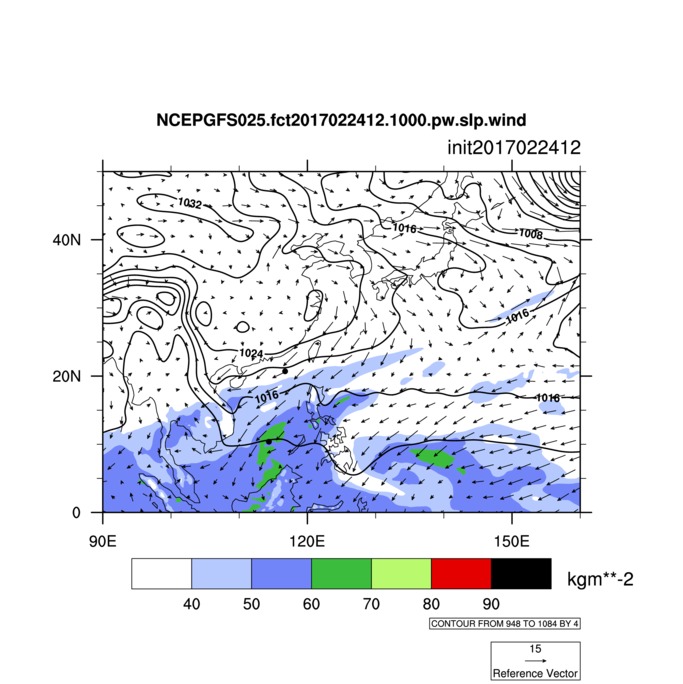 NCEPGFS025.fct2017022412.1000.pw.slp.wind
init2017022412
1032
1016
1008
40N
1016
1024
20N
1016
1016
0
90E 120E 150E
40 50 60 70 80 90
kgm**-2
CONTOUR FROM 948 TO 1084 BY 4
15
Reference Vector